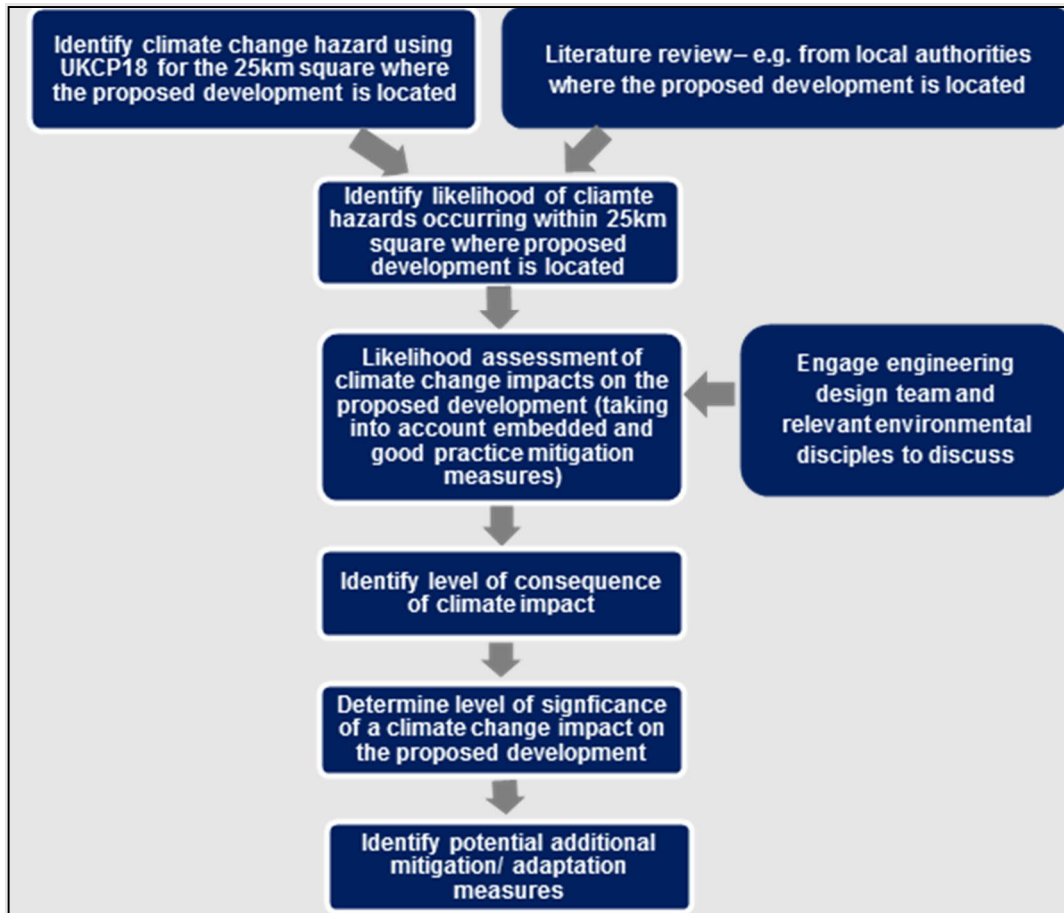 Identify climate change hazard using
UKCP18 for the 25km square where
the proposed development is located
Literature review– e.g. from local authorities
where the proposed development is located
Identify likelihood of cliamte
hazards occurring within 25km
square where proposed
development is located
Likelihood assessment of
climate change impacts on the
proposed development (taking
into account embedded and
good practice mitigation
measures)
Engage engineering
design team and
relevant environmental
disciples to discuss
Identify level of consequence
of climate impact
Determine level of signficance
of a climate change impact on
the proposed development
Identify potential additional
mitigation/ adaptation
measures